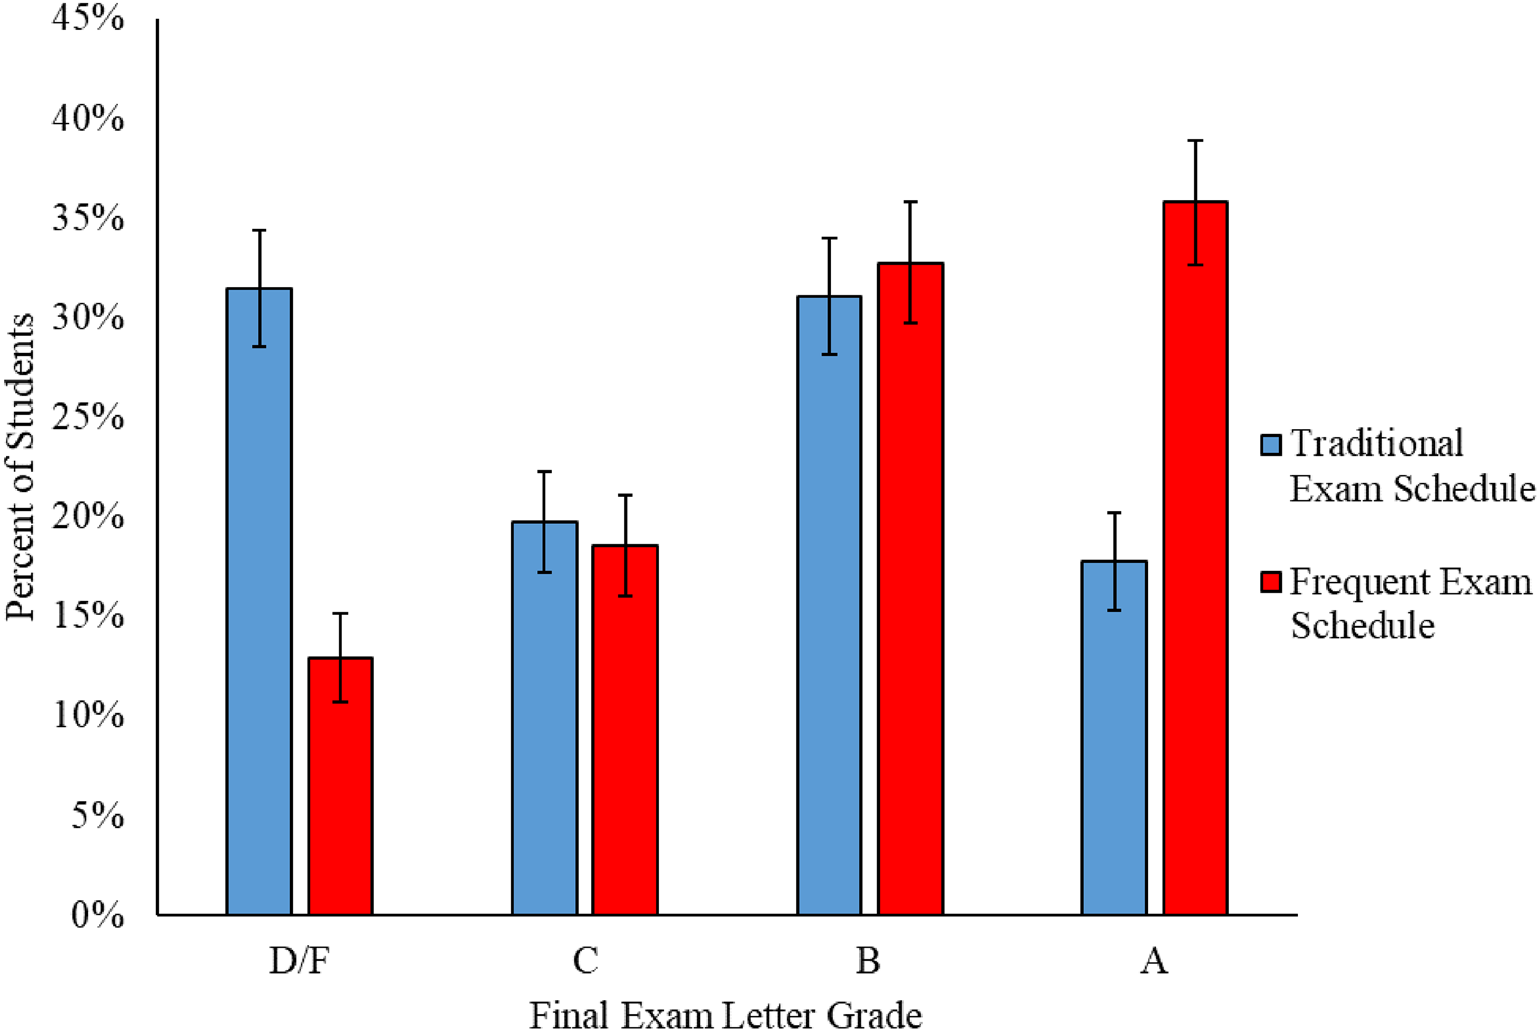 45%
40%
35%
30%
25%
20%
15%
10%
5%
0%
Percent of Students
D/F
C
B
A
Final Exam Letter Grade
Traditional
Exam Schedule
Frequent Exam
Schedule